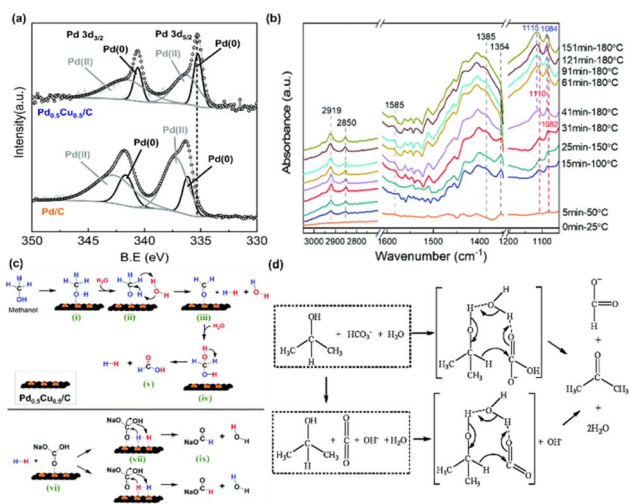 (a)
Pd 3d3/2
Pd 3d5/2
Pd(0)
Pd(0)
Pd(II)
Pd(II)
Pd0.5Cu0.5/C
Pd(II)
Pd(0)
Pd(II)
Pd(0)
Pd/C
Intensity(a.u.)
350 345 340 335 330
B.E (eV)
(b)
1385
1354
1115
1084
2919
2850
1585
1110
1082
151min-180°C
121min-180°C
91min-180°C
61min-180°C
41min-180°C
31min-180°C
25min-150°C
15min-100°C
5min-50°C
0min-25°C
Absorbance (a.u.)
3000 2900 2800 1600 1500 1400 1300 1200 1100
Wavenumber (cm-1)
(c)
Methanol
H2O
(i)
(ii)
(iii)
H2O
(v)
(iv)
Pd0.5Cu0.5/C
(vi)
(vii)
(ix)
(d)
OH
H3C CH3
H
+ HCO3- + H2O
OH
H3C CH3
H
+ OH- + H2O
+ OH-
CH3
CH3
H3C CH3
+
2H2O